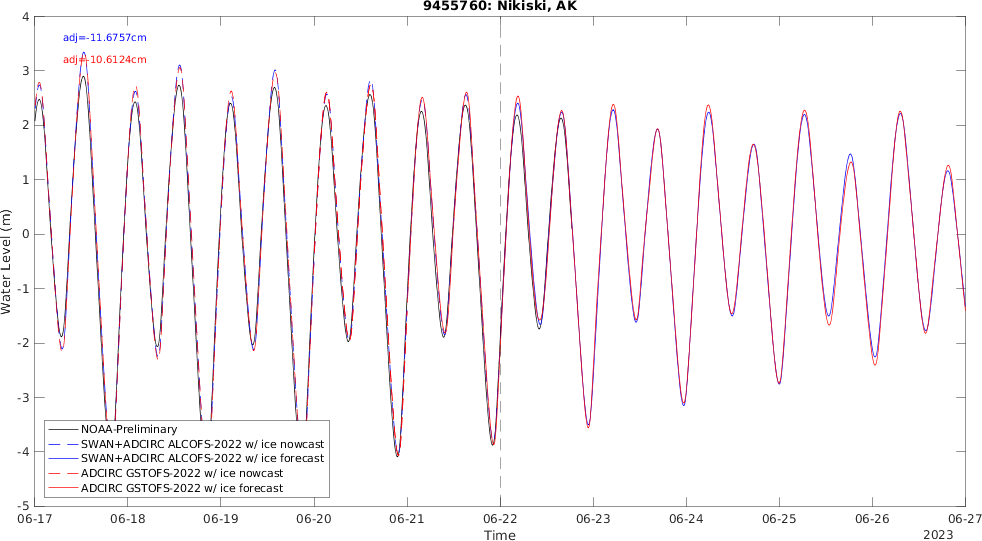 9455760: Nikiski, AK
adj=-11.6757cm
adj=-10.6124cm
Water Level (m)
4
3
2
1
0
-1
-2
-3
-4
-5
NOAA-Preliminary
SWAN+ADCIRC ALCOFS-2022 w/ ice nowcast
SWAN+ADCIRC ALCOFS-2022 w/ ice forecast
ADCIRC GSTOFS-2022 w/ ice nowcast
ADCIRC GSTOFS-2022 w/ ice forecast
06-17 06-18 06-19 06-20 06-21 06-22 06-23 06-24 06-25 06-26 06-27
Time
2023